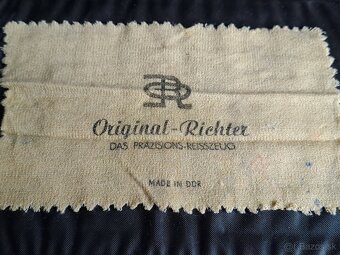 Original-Richter
DAS PRÄZISIONS-REISSZEUG
MADE IN DDR